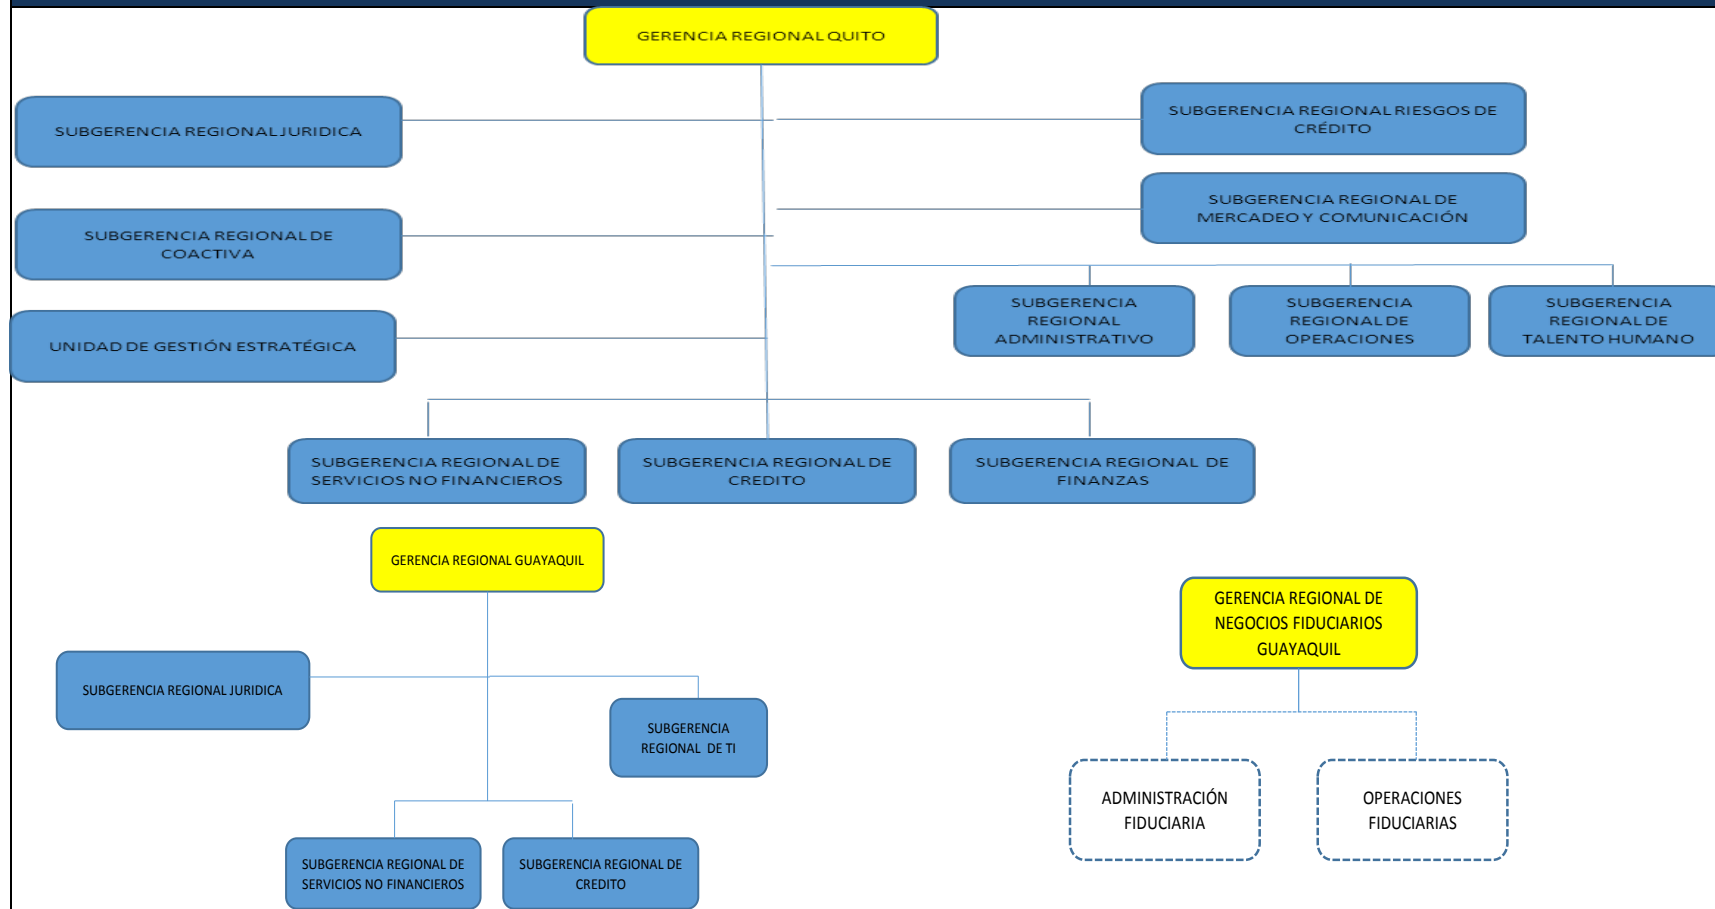 GERENCIA REGIONAL QUITO
SUBGERENCIA REGIONAL JURIDICA
SUBGERENCIA REGIONAL RIESGOS DE
CRÉDITO
SUBGERENCIA REGIONAL DE
MERCADEO Y COMUNICACIÓN
SUBGERENCIA REGIONAL DE
COACTIVA
SUBGERENCIA
REGIONAL
ADMINISTRATIVO
SUBGERENCIA
REGIONAL DE
OPERACIONES
SUBGERENCIA
REGIONAL DE
TALENTO HUMANO
UNIDAD DE GESTIÓN ESTRATÉGICA
SUBGERENCIA REGIONAL DE
SERVICIOS NO FINANCIEROS
SUBGERENCIA REGIONAL DE
CREDITO
SUBGERENCIA REGIONAL DE
FINANZAS
GERENCIA REGIONAL GUAYAQUIL
GERENCIA REGIONAL DE
NEGOCIOS FIDUCIARIOS
GUAYAQUIL
SUBGERENCIA REGIONAL JURIDICA
SUBGERENCIA
REGIONAL DE TI
ADMINISTRACIÓN
FIDUCIARIA
OPERACIONES
FIDUCIARIAS
SUBGERENCIA REGIONAL DE
SERVICIOS NO FINANCIEROS
SUBGERENCIA REGIONAL DE
CREDITO